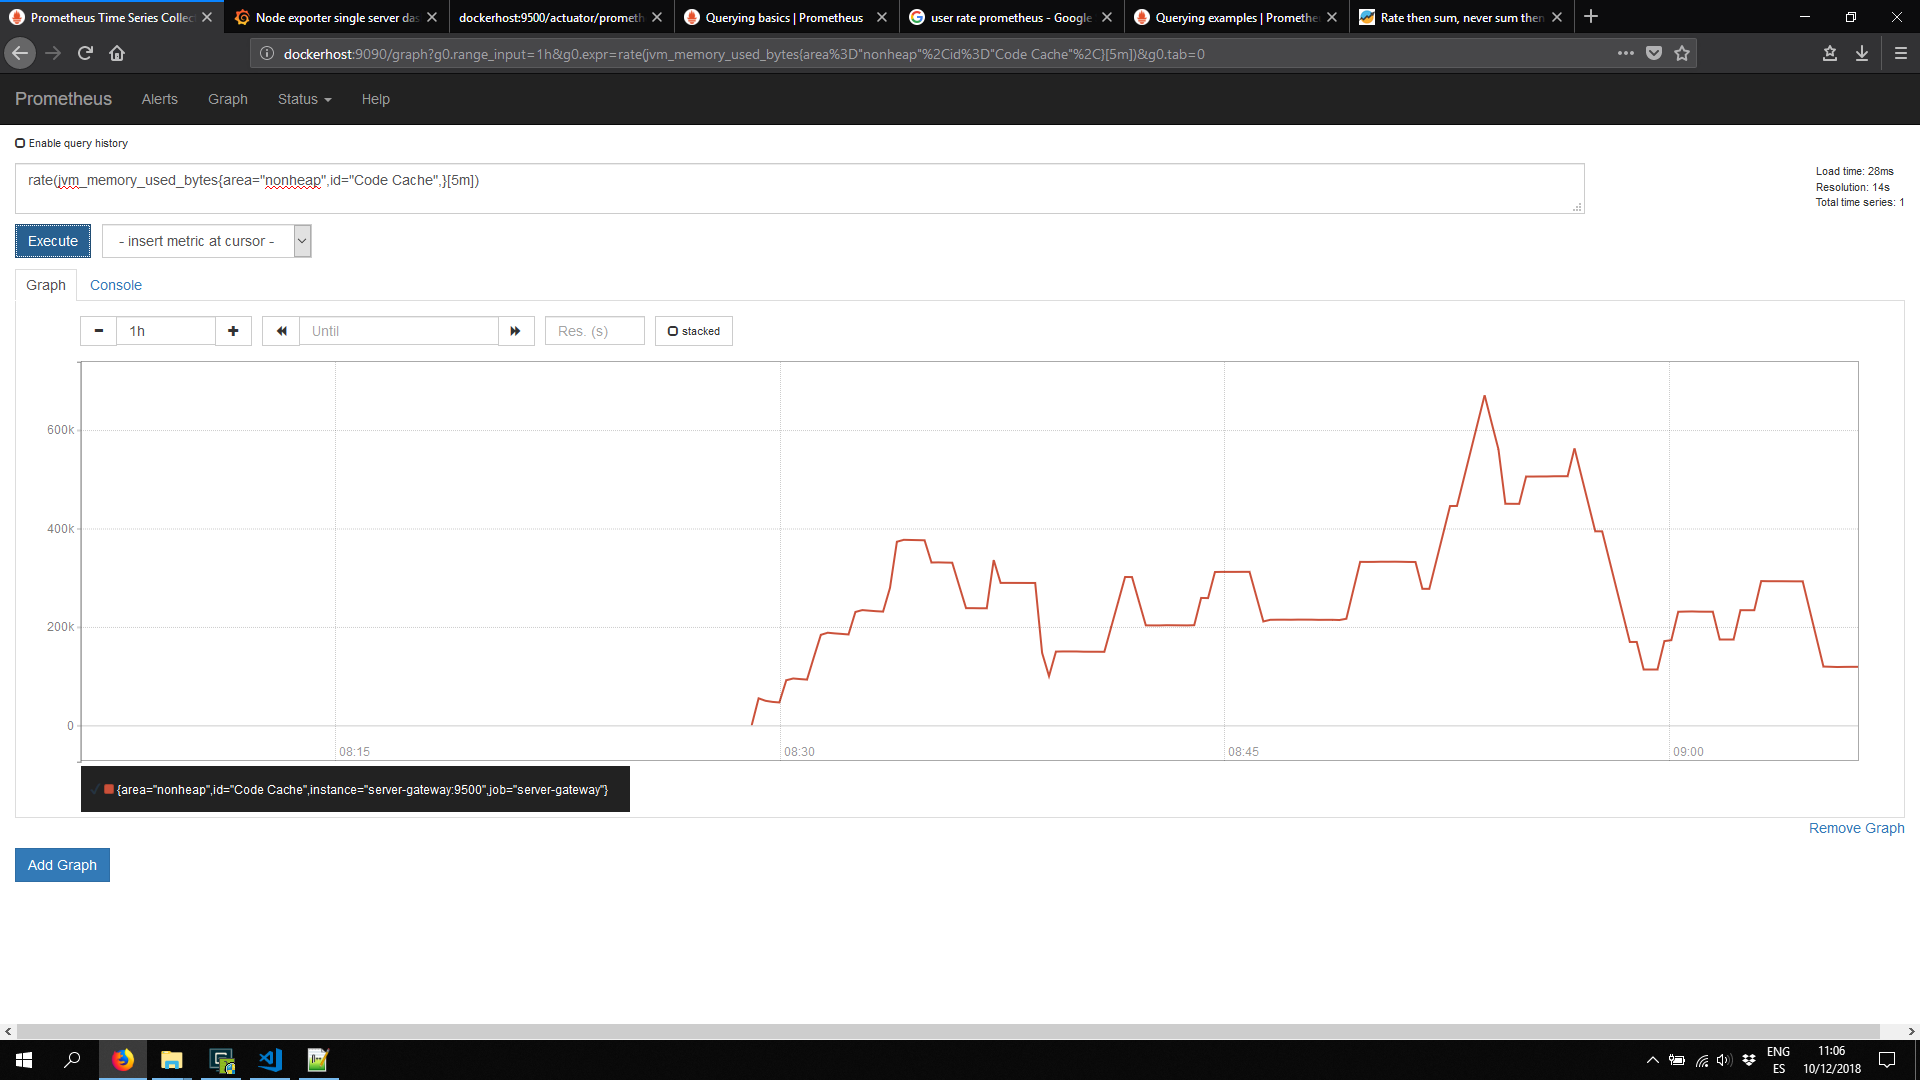 Prometheus Time Series Collec
Node exporter single server das
dockerhost:9500/actuator/prometh
Querying basics | Prometheus
user rate prometheus - Google
Querying examples | Promethe
Rate then sum, never sum then
dockerhost:9090/graph?g0.range_input=1h&g0.expr=rate(jvm_memory_used_bytes{area%3D"nonheap"%2Cid%3D"Code Cache"%2C}[5m])&g0.tab=0
Prometheus
Alerts
Graph
Status
Help
Enable query history
rate(jvm_memory_used_bytes{area="nonheap",id="Code Cache",}[5m])
Load time: 28ms
Resolution: 14s
Total time series: 1
Execute
- insert metric at cursor -
Graph
Console
1h
Until
Res. (s)
stacked
600k
400k
200k
0
08:15
08:30
08:45
09:00
{area="nonheap",id="Code Cache",instance="server-gateway:9500",job="server-gateway"}
Remove Graph
Add Graph
ENG
ES
11:06
10/12/2018